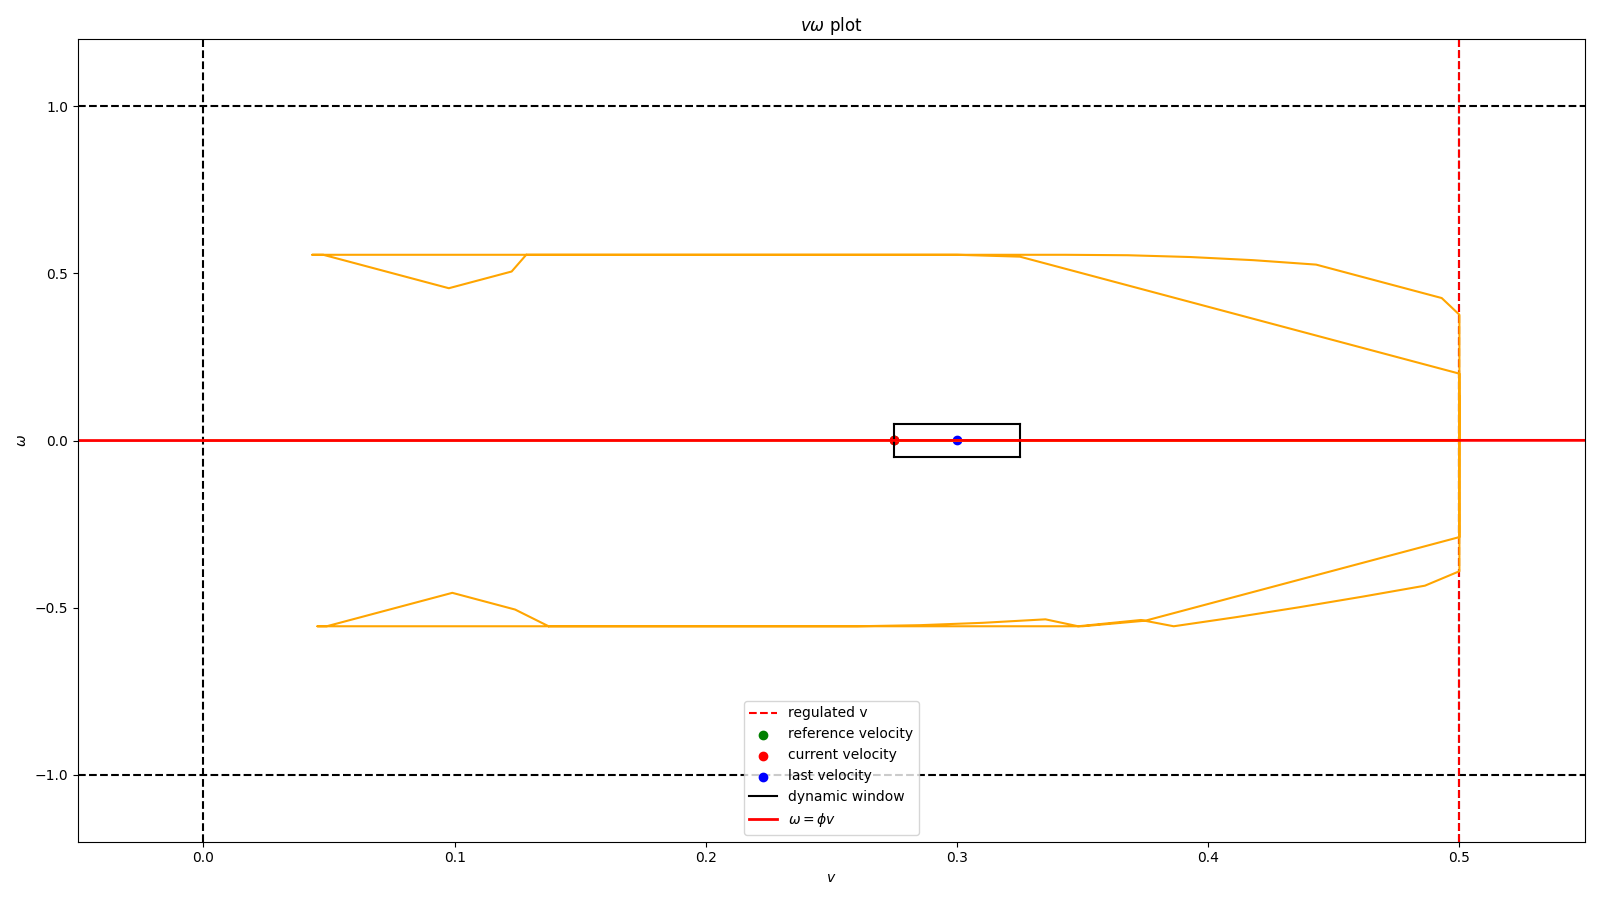 vω plot
1.0
0.5
0.0
−0.5
−1.0
ω
regulated v
reference velocity
current velocity
last velocity
dynamic window
ω = ϕv
0.0 0.1 0.2 0.3 0.4 0.5
v